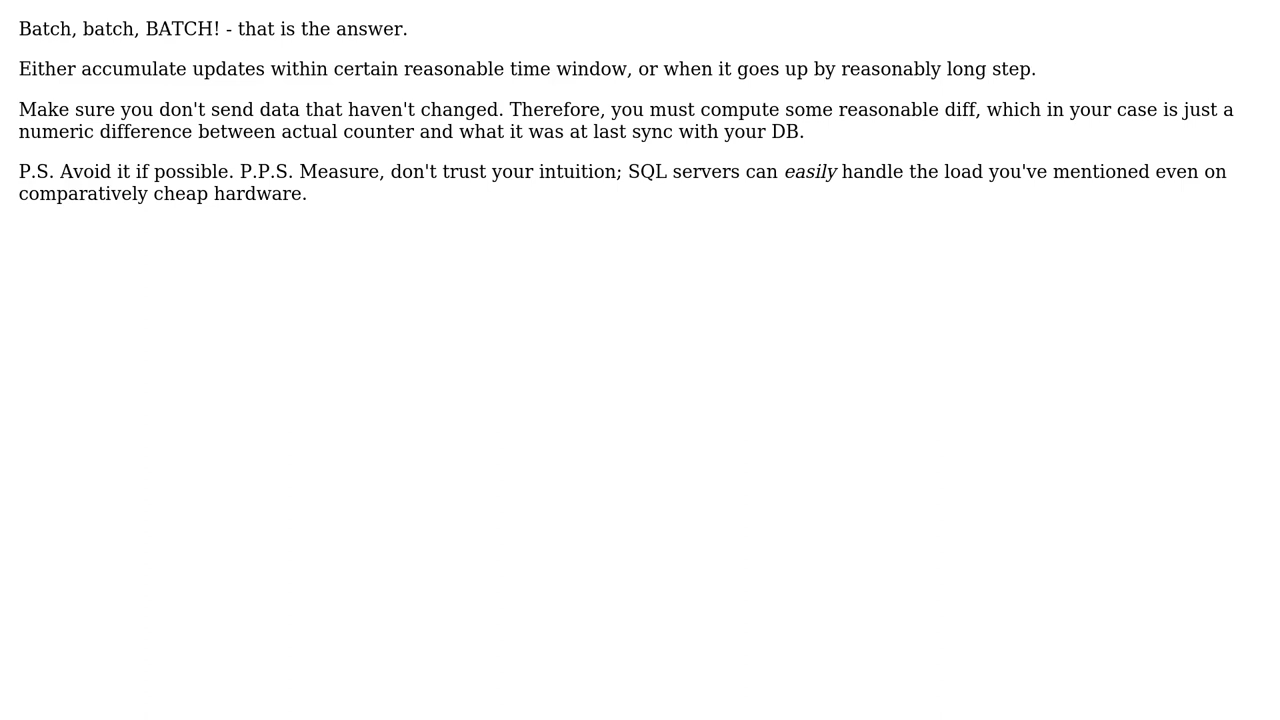 Batch, batch, BATCH! - that is the answer.
Either accumulate updates within certain reasonable time window, or when it goes up by reasonably long step.
Make sure you don't send data that haven't changed. Therefore, you must compute some reasonable diff, which in your case is just a
numeric difference between actual counter and what it was at last sync with your DB.
P.S. Avoid it if possible. P.P.S. Measure, don't trust your intuition; SQL servers can easily handle the load you've mentioned even on
comparatively cheap hardware.